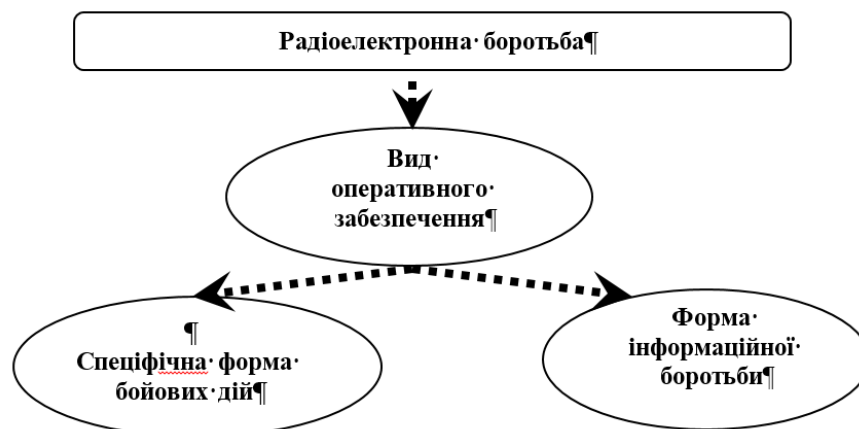 Радіоелектронна· боротьба¶
Вид·
оперативного·
забезпечення¶
¶
Спеціфічна· форма·
бойових· дій¶
Форма·
інформаційної·
боротьби¶